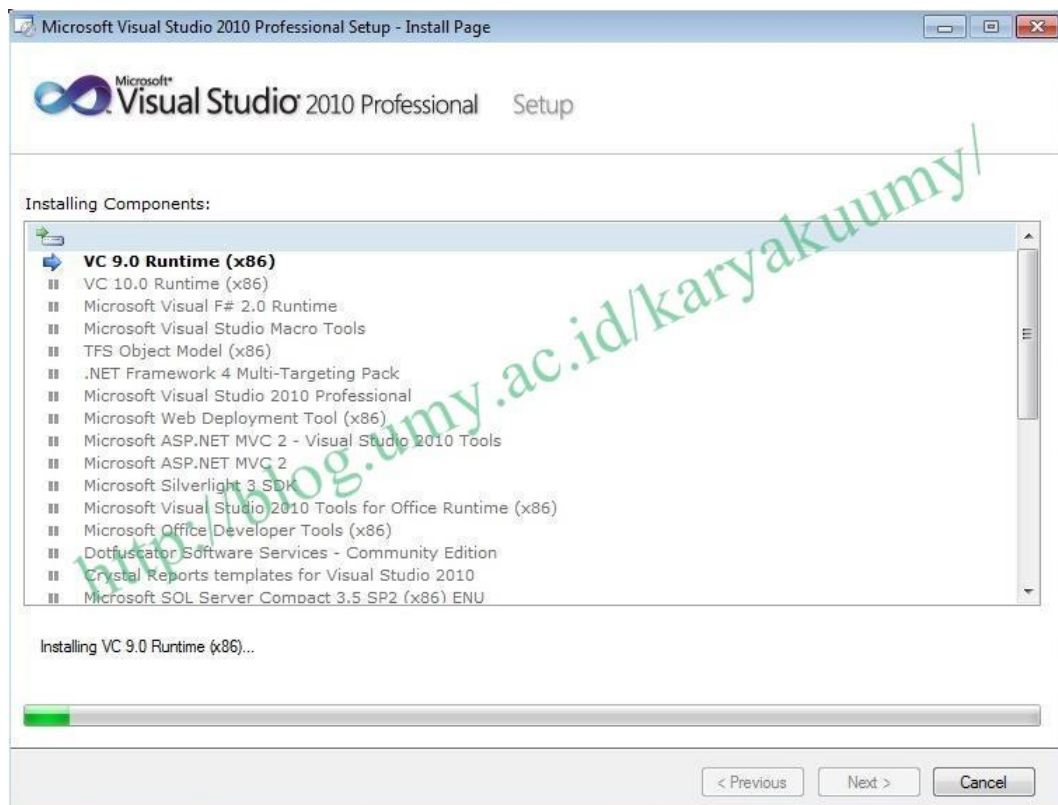 Microsoft Visual Studio 2010 Professional Setup - Install Page
Microsoft®
Visual Studio® 2010 Professional Setup
Installing Components:
VC 9.0 Runtime (x86)
VC 10.0 Runtime (x86)
Microsoft Visual F# 2.0 Runtime
Microsoft Visual Studio Macro Tools
TFS Object Model (x86)
.NET Framework 4 Multi-Targeting Pack
Microsoft Visual Studio 2010 Professional
Microsoft Web Deployment Tool (x86)
Microsoft ASP.NET MVC 2 - Visual Studio 2010 Tools
Microsoft ASP.NET MVC 2
Microsoft Silverlight 3 SDK
Microsoft Visual Studio 2010 Tools for Office Runtime (x86)
Microsoft Office Developer Tools (x86)
Dotfuscator Software Services - Community Edition
Crystal Reports templates for Visual Studio 2010
Microsoft SQL Server Compact 3.5 SP2 (x86) ENU
http://blog.umy.ac.id/karyakuumy/
Installing VC 9.0 Runtime (x86)...
< Previous Next > Cancel